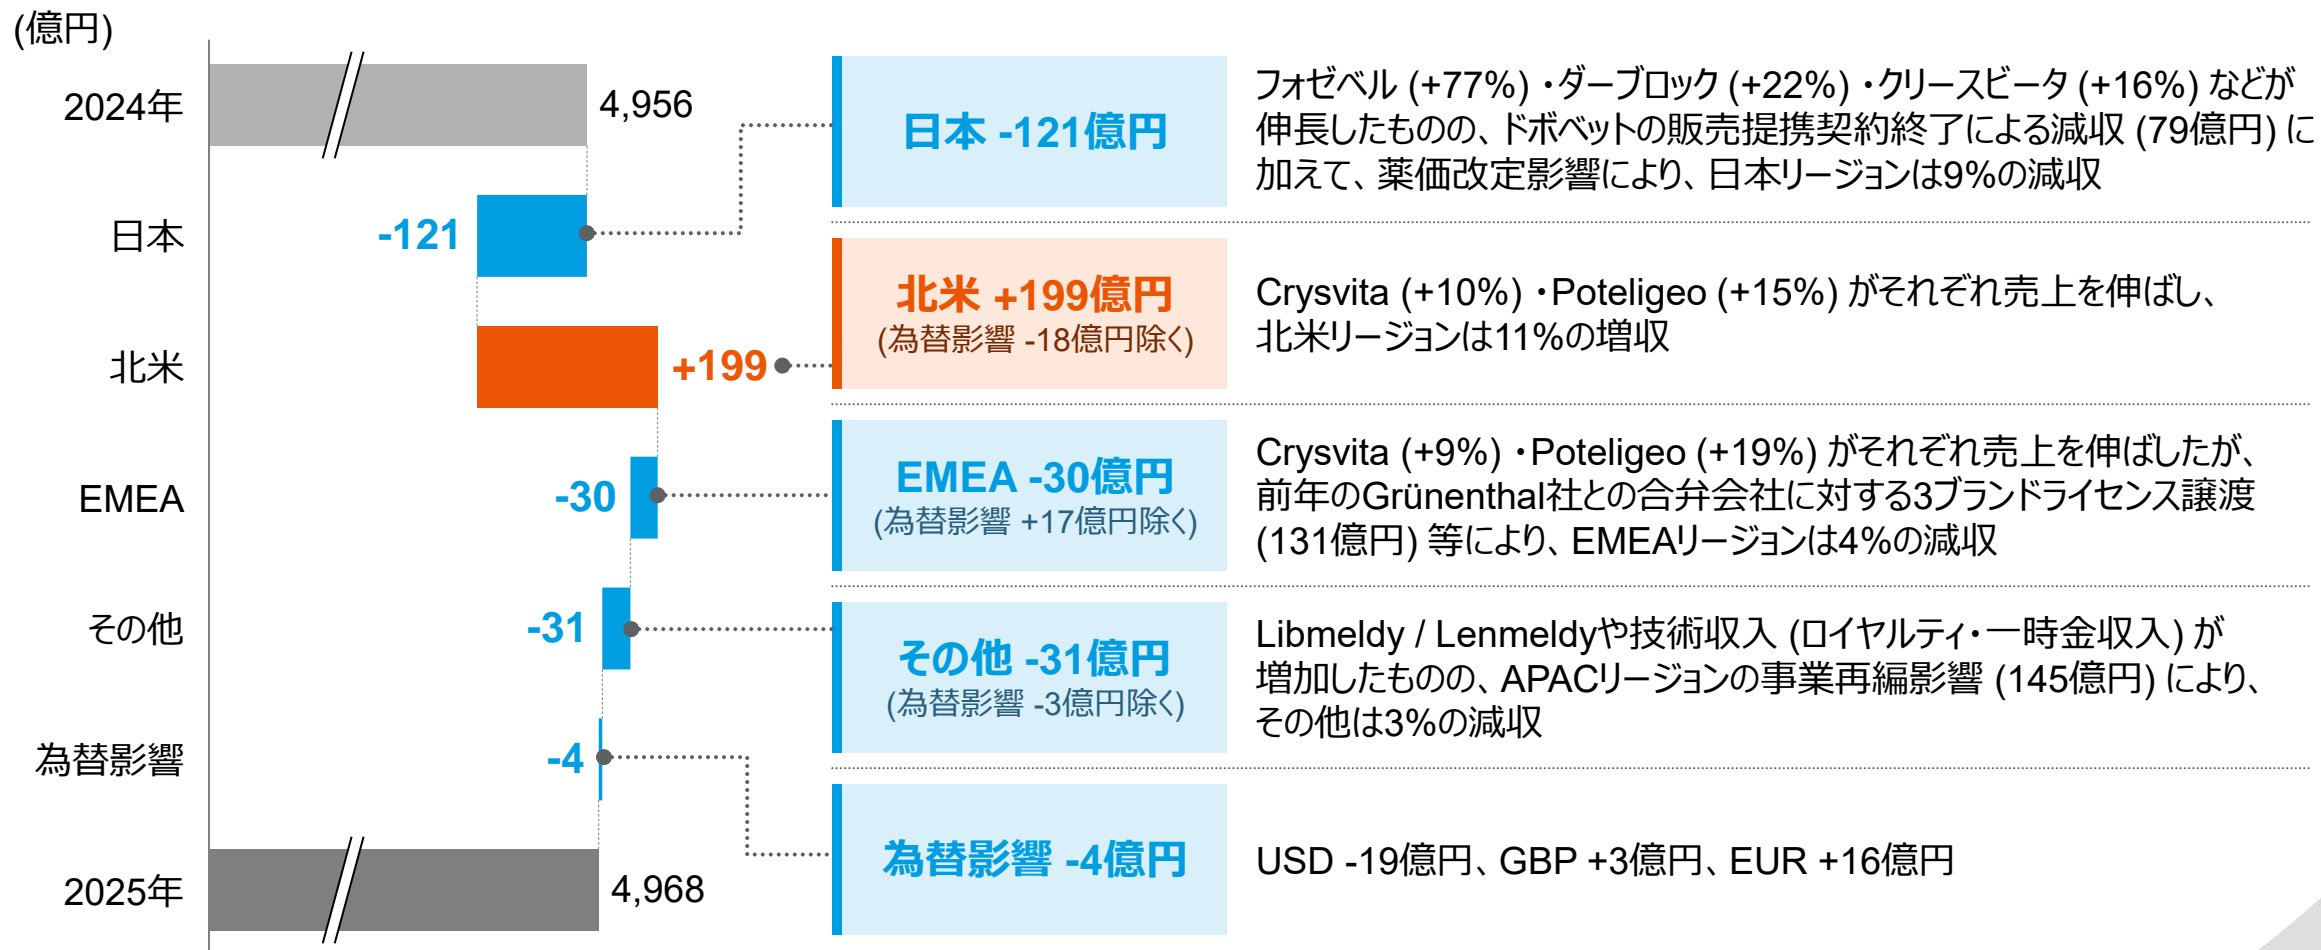 (億円)
2024年
4,956
日本
-121
北米
+199
EMEA
-30
その他
-31
為替影響
-4
2025年
4,968
日本 -121億円
フォゼベル (+77%) ・ダーブロック (+22%) ・クリースビータ (+16%) などが
伸長したものの、ドボベットの販売提携契約終了による減収 (79億円) に
加えて、薬価改定影響により、日本リージョンは9%の減収
北米 +199億円
(為替影響 -18億円除く)
Crysvita (+10%) ・Poteligeo (+15%) がそれぞれ売上を伸ばし、
北米リージョンは11%の増収
EMEA -30億円
(為替影響 +17億円除く)
Crysvita (+9%) ・Poteligeo (+19%) がそれぞれ売上を伸ばしたが、
前年のGrünenthal社との合弁会社に対する3ブランドライセンス譲渡
(131億円) 等により、EMEAリージョンは4%の減収
その他 -31億円
(為替影響 -3億円除く)
Libmeldy / Lenmeldyや技術収入 (ロイヤルティ・一時金収入) が
増加したものの、APACリージョンの事業再編影響 (145億円) により、
その他は3%の減収
為替影響 -4億円
USD -19億円、GBP +3億円、EUR +16億円